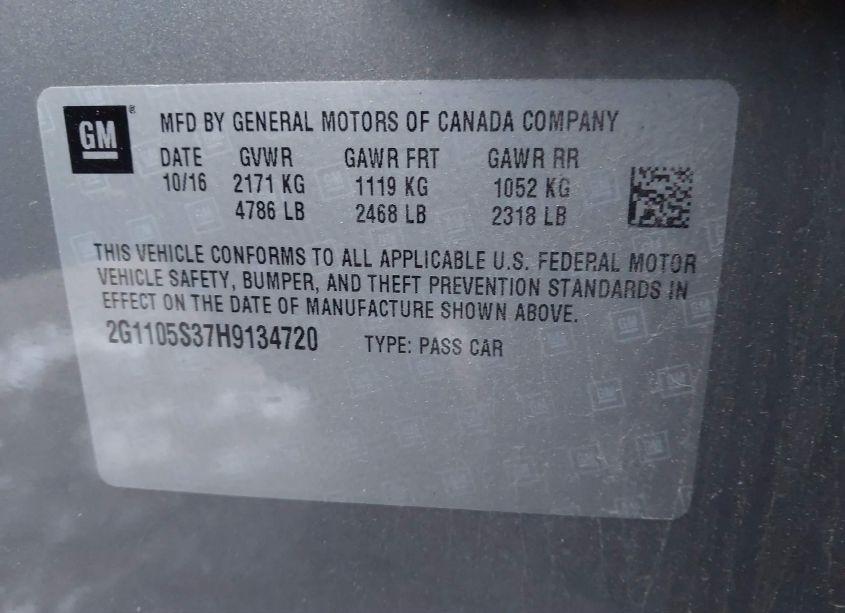 GM ® MFD BY GENERAL MOTORS OF CANADA COMPANY
DATE GVWR GAWR FRT GAWR RR
10/16 2171 KG 1119 KG 1052 KG
4786 LB 2468 LB 2318 LB
THIS VEHICLE CONFORMS TO ALL APPLICABLE U.S. FEDERAL MOTOR
VEHICLE SAFETY, BUMPER, AND THEFT PREVENTION STANDARDS IN
EFFECT ON THE DATE OF MANUFACTURE SHOWN ABOVE.
2G1105S37H9134720 TYPE: PASS CAR